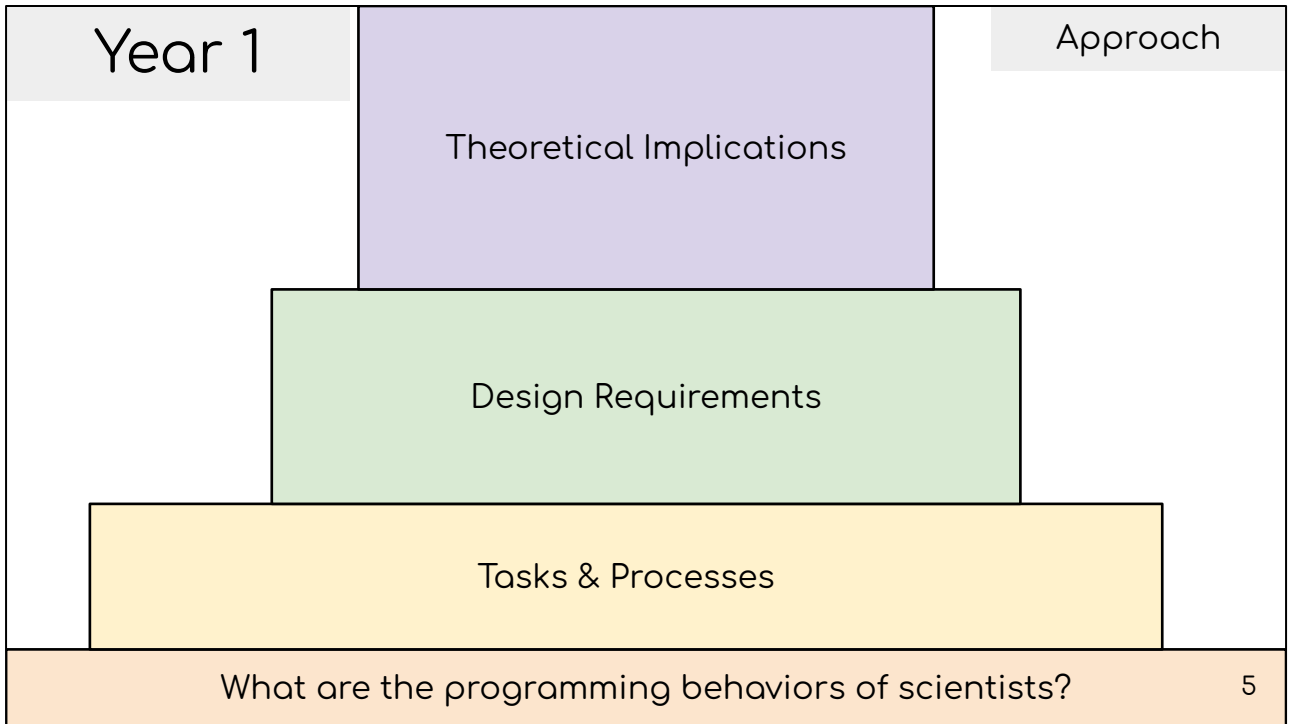 Year 1
Approach
Theoretical Implications
Design Requirements
Tasks & Processes
What are the programming behaviors of scientists?
5